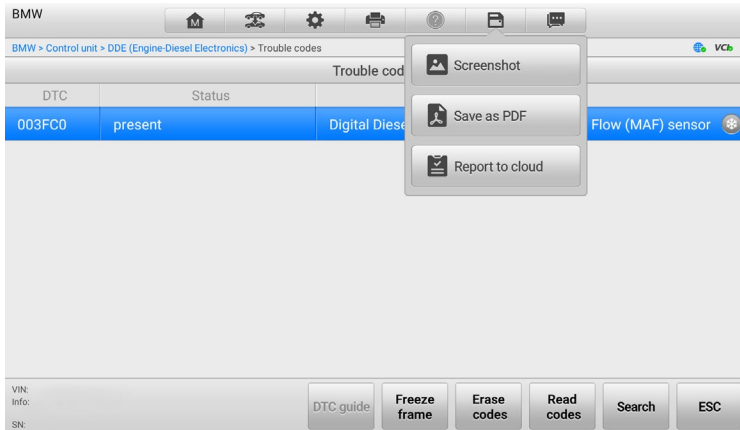 BMW
M
?
BMW > Control unit > DDE (Engine-Diesel Electronics) > Trouble codes
VCI
Trouble cod
Screenshot
DTC Status
Save as PDF
003FC0 present Digital Diese Flow (MAF) sensor
Report to cloud
VIN:
Info:
SN:
DTC guide
Freeze frame
Erase codes
Read codes
Search
ESC